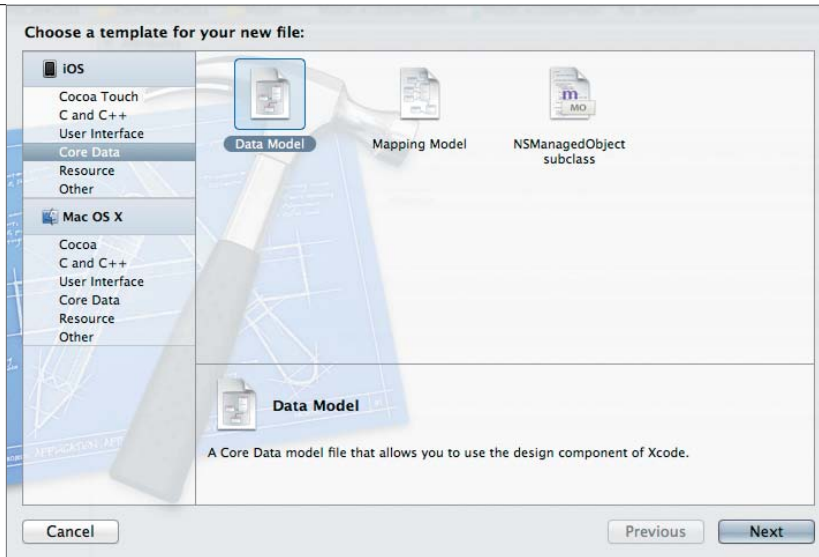 Choose a template for your new file:
iOS
Cocoa Touch
C and C++
User Interface
Core Data
Resource
Other
Mac OS X
Cocoa
C and C++
User Interface
Core Data
Resource
Other
Data Model
Mapping Model
m
MO
NSManagedObject
subclass
Data Model
A Core Data model file that allows you to use the design component of Xcode.
Cancel
Previous
Next